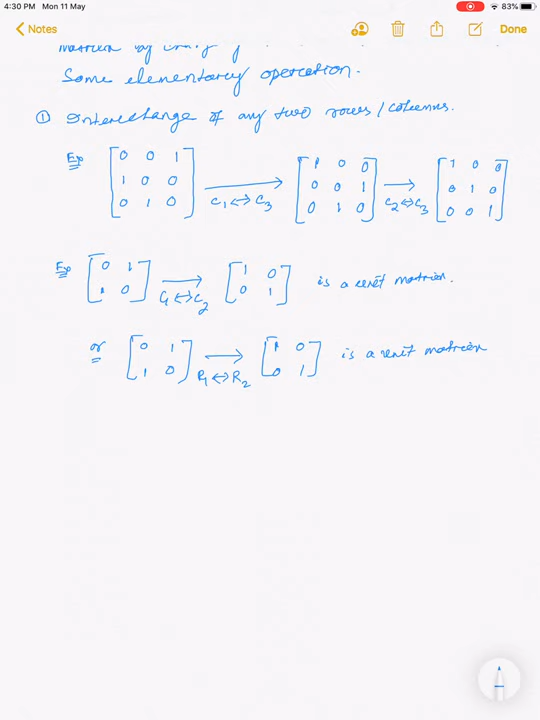 4:30 PM Mon 11 May 83%
Notes Done
by
Some elementary operation.
① Interchange of any two rows/columns.
Exp [0 0 1; 1 0 0; 0 1 0] → C1↔C3 [1 0 0; 0 0 1; 0 1 0] → C2↔C3 [1 0 0; 0 1 0; 0 0 1]
Exp [0 1; 1 0] → C1↔C2 [1 0; 0 1] is a unit matrix.
or [0 1; 1 0] → R1↔R2 [1 0; 0 1] is a unit matrix